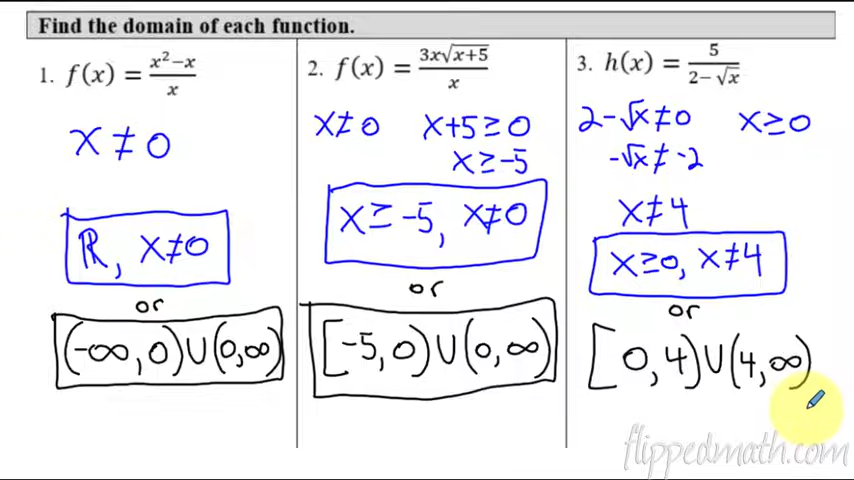 Find the domain of each function.
1. f(x) = (x² − x)/x
x ≠ 0
ℝ, x ≠ 0
or
(-∞, 0) ∪ (0, ∞)
2. f(x) = (3x√(x+5))/x
x ≠ 0    x+5 ≥ 0
x ≥ -5
x ≥ -5, x ≠ 0
or
[-5, 0) ∪ (0, ∞)
3. h(x) = 5/(2− √x)
2-√x ≠ 0    x ≥ 0
-√x ≠ -2
x ≠ 4
x ≥ 0, x ≠ 4
or
[0, 4) ∪ (4, ∞)
flippedmath.com